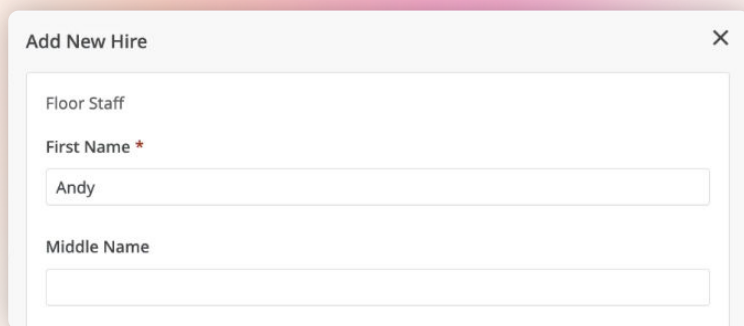 Add New Hire
Floor Staff
First Name *
Andy
Middle Name